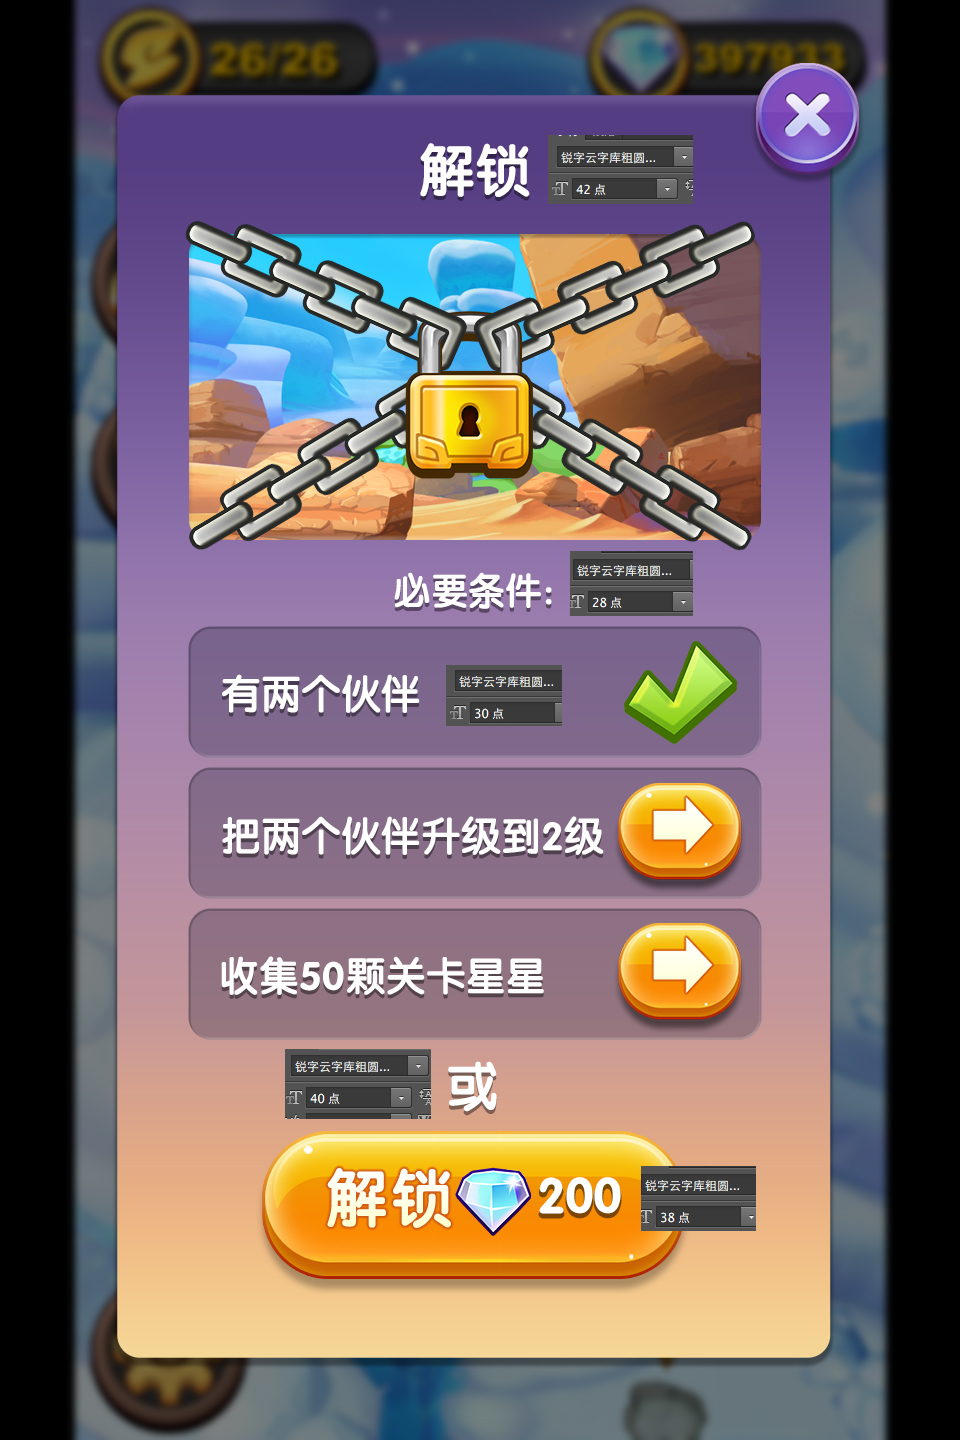 26/26
397933
解锁
锐字云字库粗圆...
42 点
必要条件:
锐字云字库粗圆...
28 点
有两个伙伴
锐字云字库粗圆...
30 点
把两个伙伴升级到2级
收集50颗关卡星星
锐字云字库粗圆...
40 点
或
解锁 200
锐字云字库粗圆...
38 点